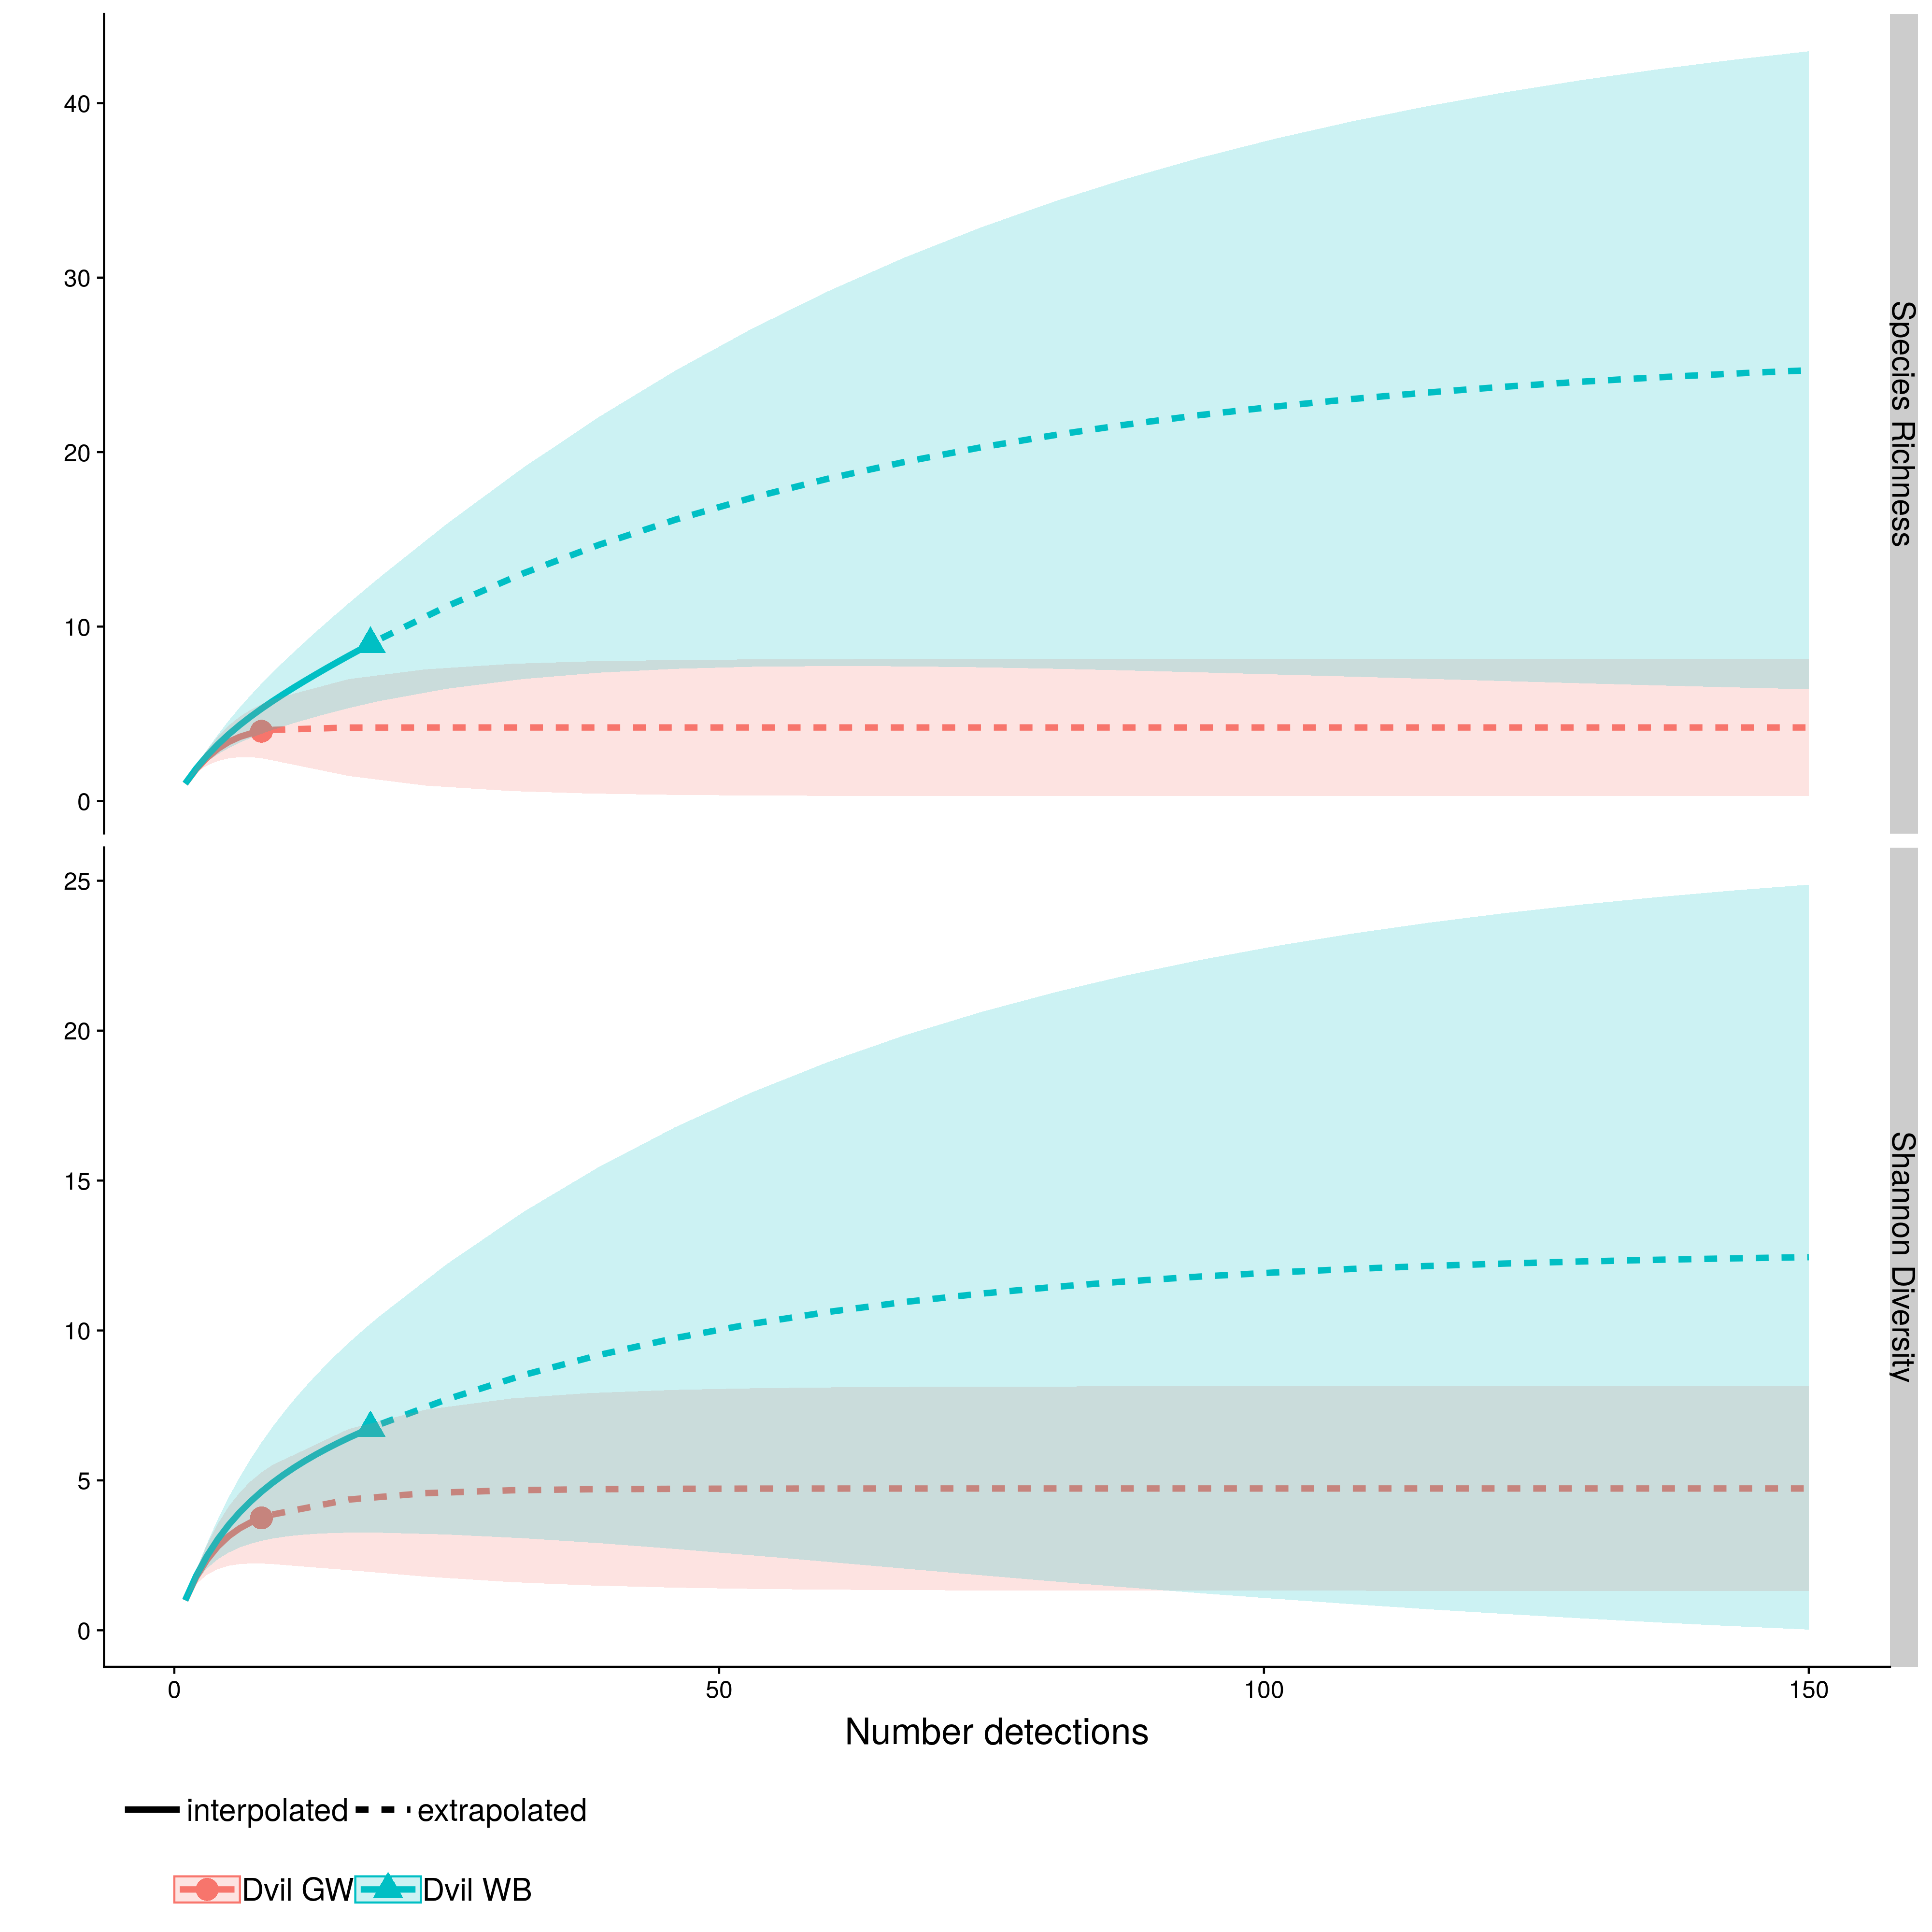 40
30
20
10
0
Species Richness
25
20
15
10
5
0
Shannon Diversity
0 50 100 150
Number detections
interpolated extrapolated
Dvil GW Dvil WB